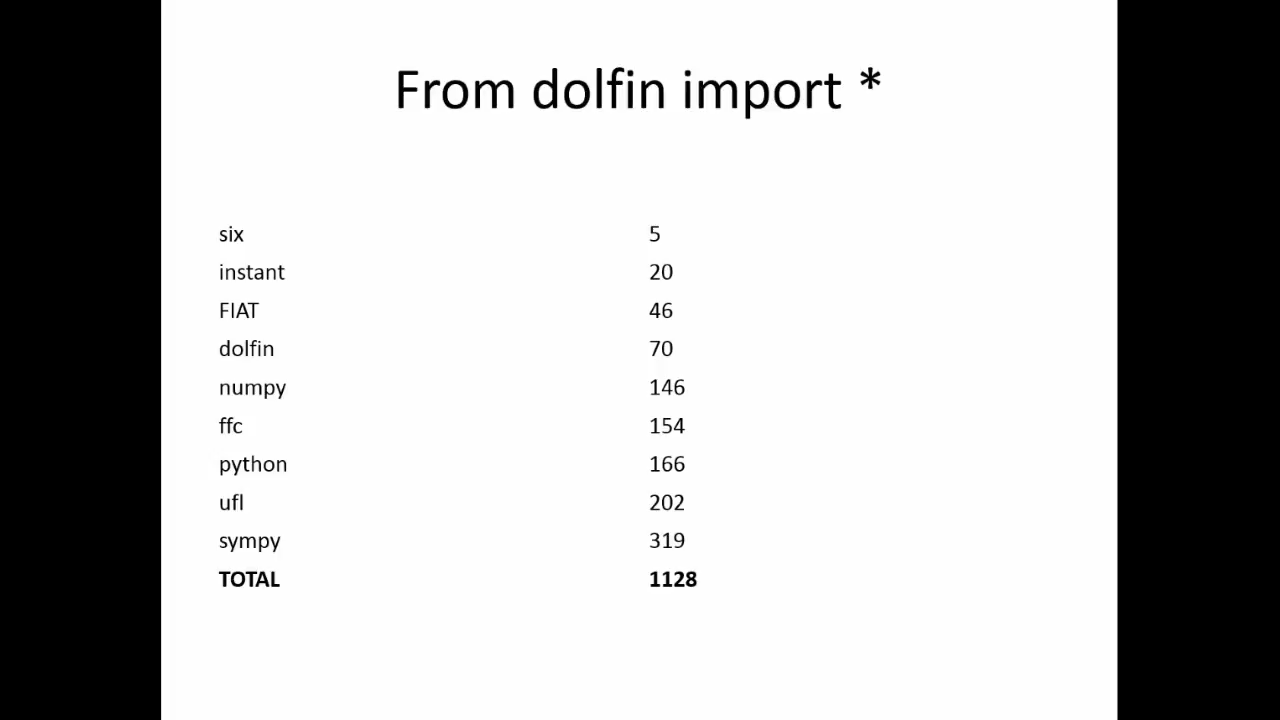 From dolfin import *
six 5
instant 20
FIAT 46
dolfin 70
numpy 146
ffc 154
python 166
ufl 202
sympy 319
TOTAL 1128